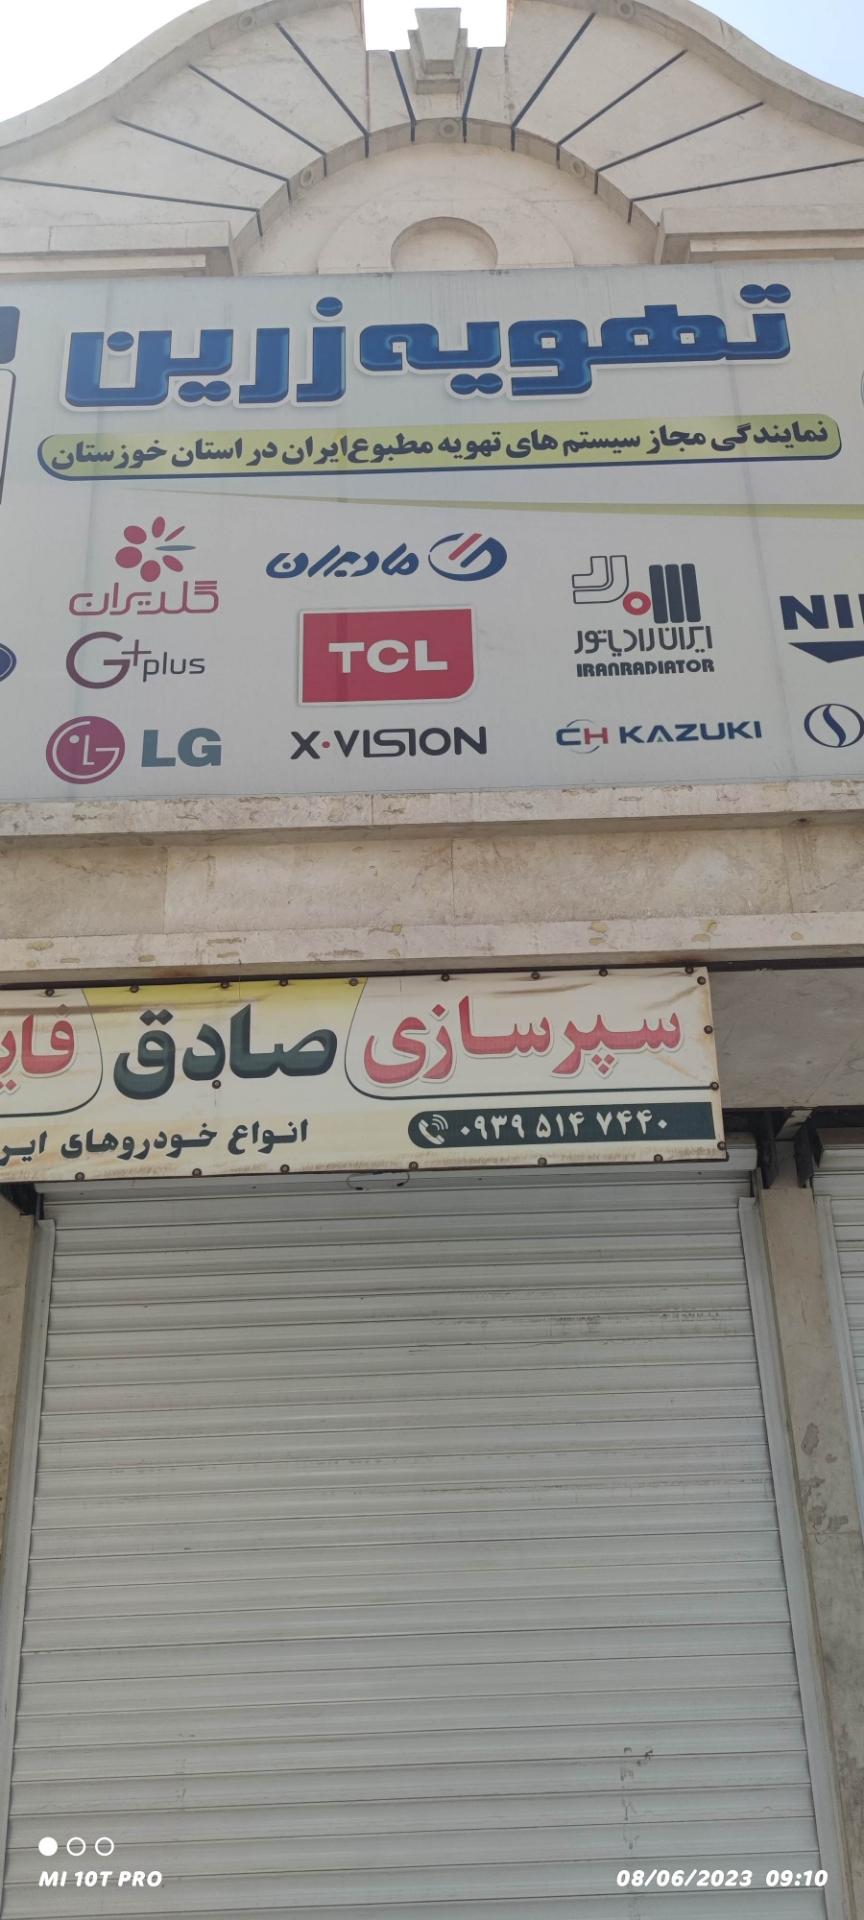 تهویه زرین
نمایندگی مجاز سیستم های تهویه مطبوع ایران در استان خوزستان
مادیران
گلدیران
ایران رادیاتور
IRANRADIATOR
G+plus
TCL
LG
X.VISION
CH KAZUKI
سپرسازی صادق
۰۹۳۹ ۵۱۴ ۷۴۴۰
انواع خودروهای
MI 10T PRO
08/06/2023 09:10